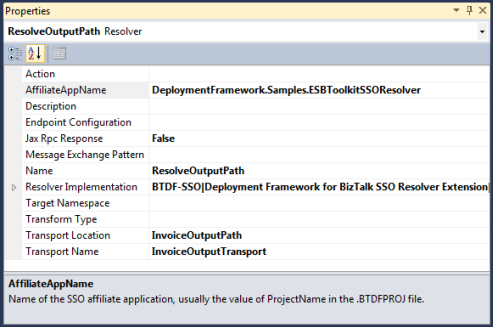 Properties
ResolveOutputPath Resolver
Action
AffiliateAppName DeploymentFramework.Samples.ESBToolkitSSOResolver
Description
Endpoint Configuration
Jax Rpc Response False
Message Exchange Pattern
Name ResolveOutputPath
Resolver Implementation BTDF-SSO|Deployment Framework for BizTalk SSO Resolver Extension|
Target Namespace
Transform Type
Transport Location InvoiceOutputPath
Transport Name InvoiceOutputTransport
AffiliateAppName
Name of the SSO affiliate application, usually the value of ProjectName in the .BTDFPROJ file.